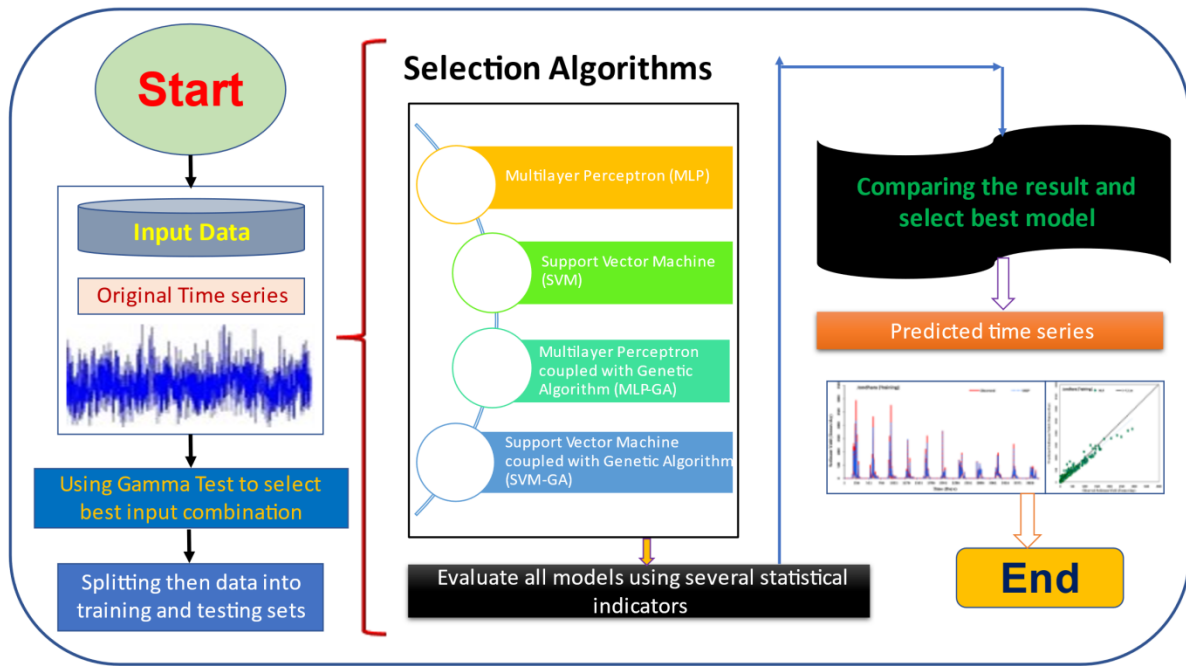 Start
Input Data
Original Time series
Using Gamma Test to select
best input combination
Splitting then data into
training and testing sets
Selection Algorithms
Multilayer Perceptron (MLP)
Support Vector Machine
(SVM)
Multilayer Perceptron
coupled with Genetic
Algorithm (MLP-GA)
Support Vector Machine
coupled with Genetic Algorithm
(SVM-GA)
Evaluate all models using several statistical
indicators
Comparing the result and
select best model
Predicted time series
End